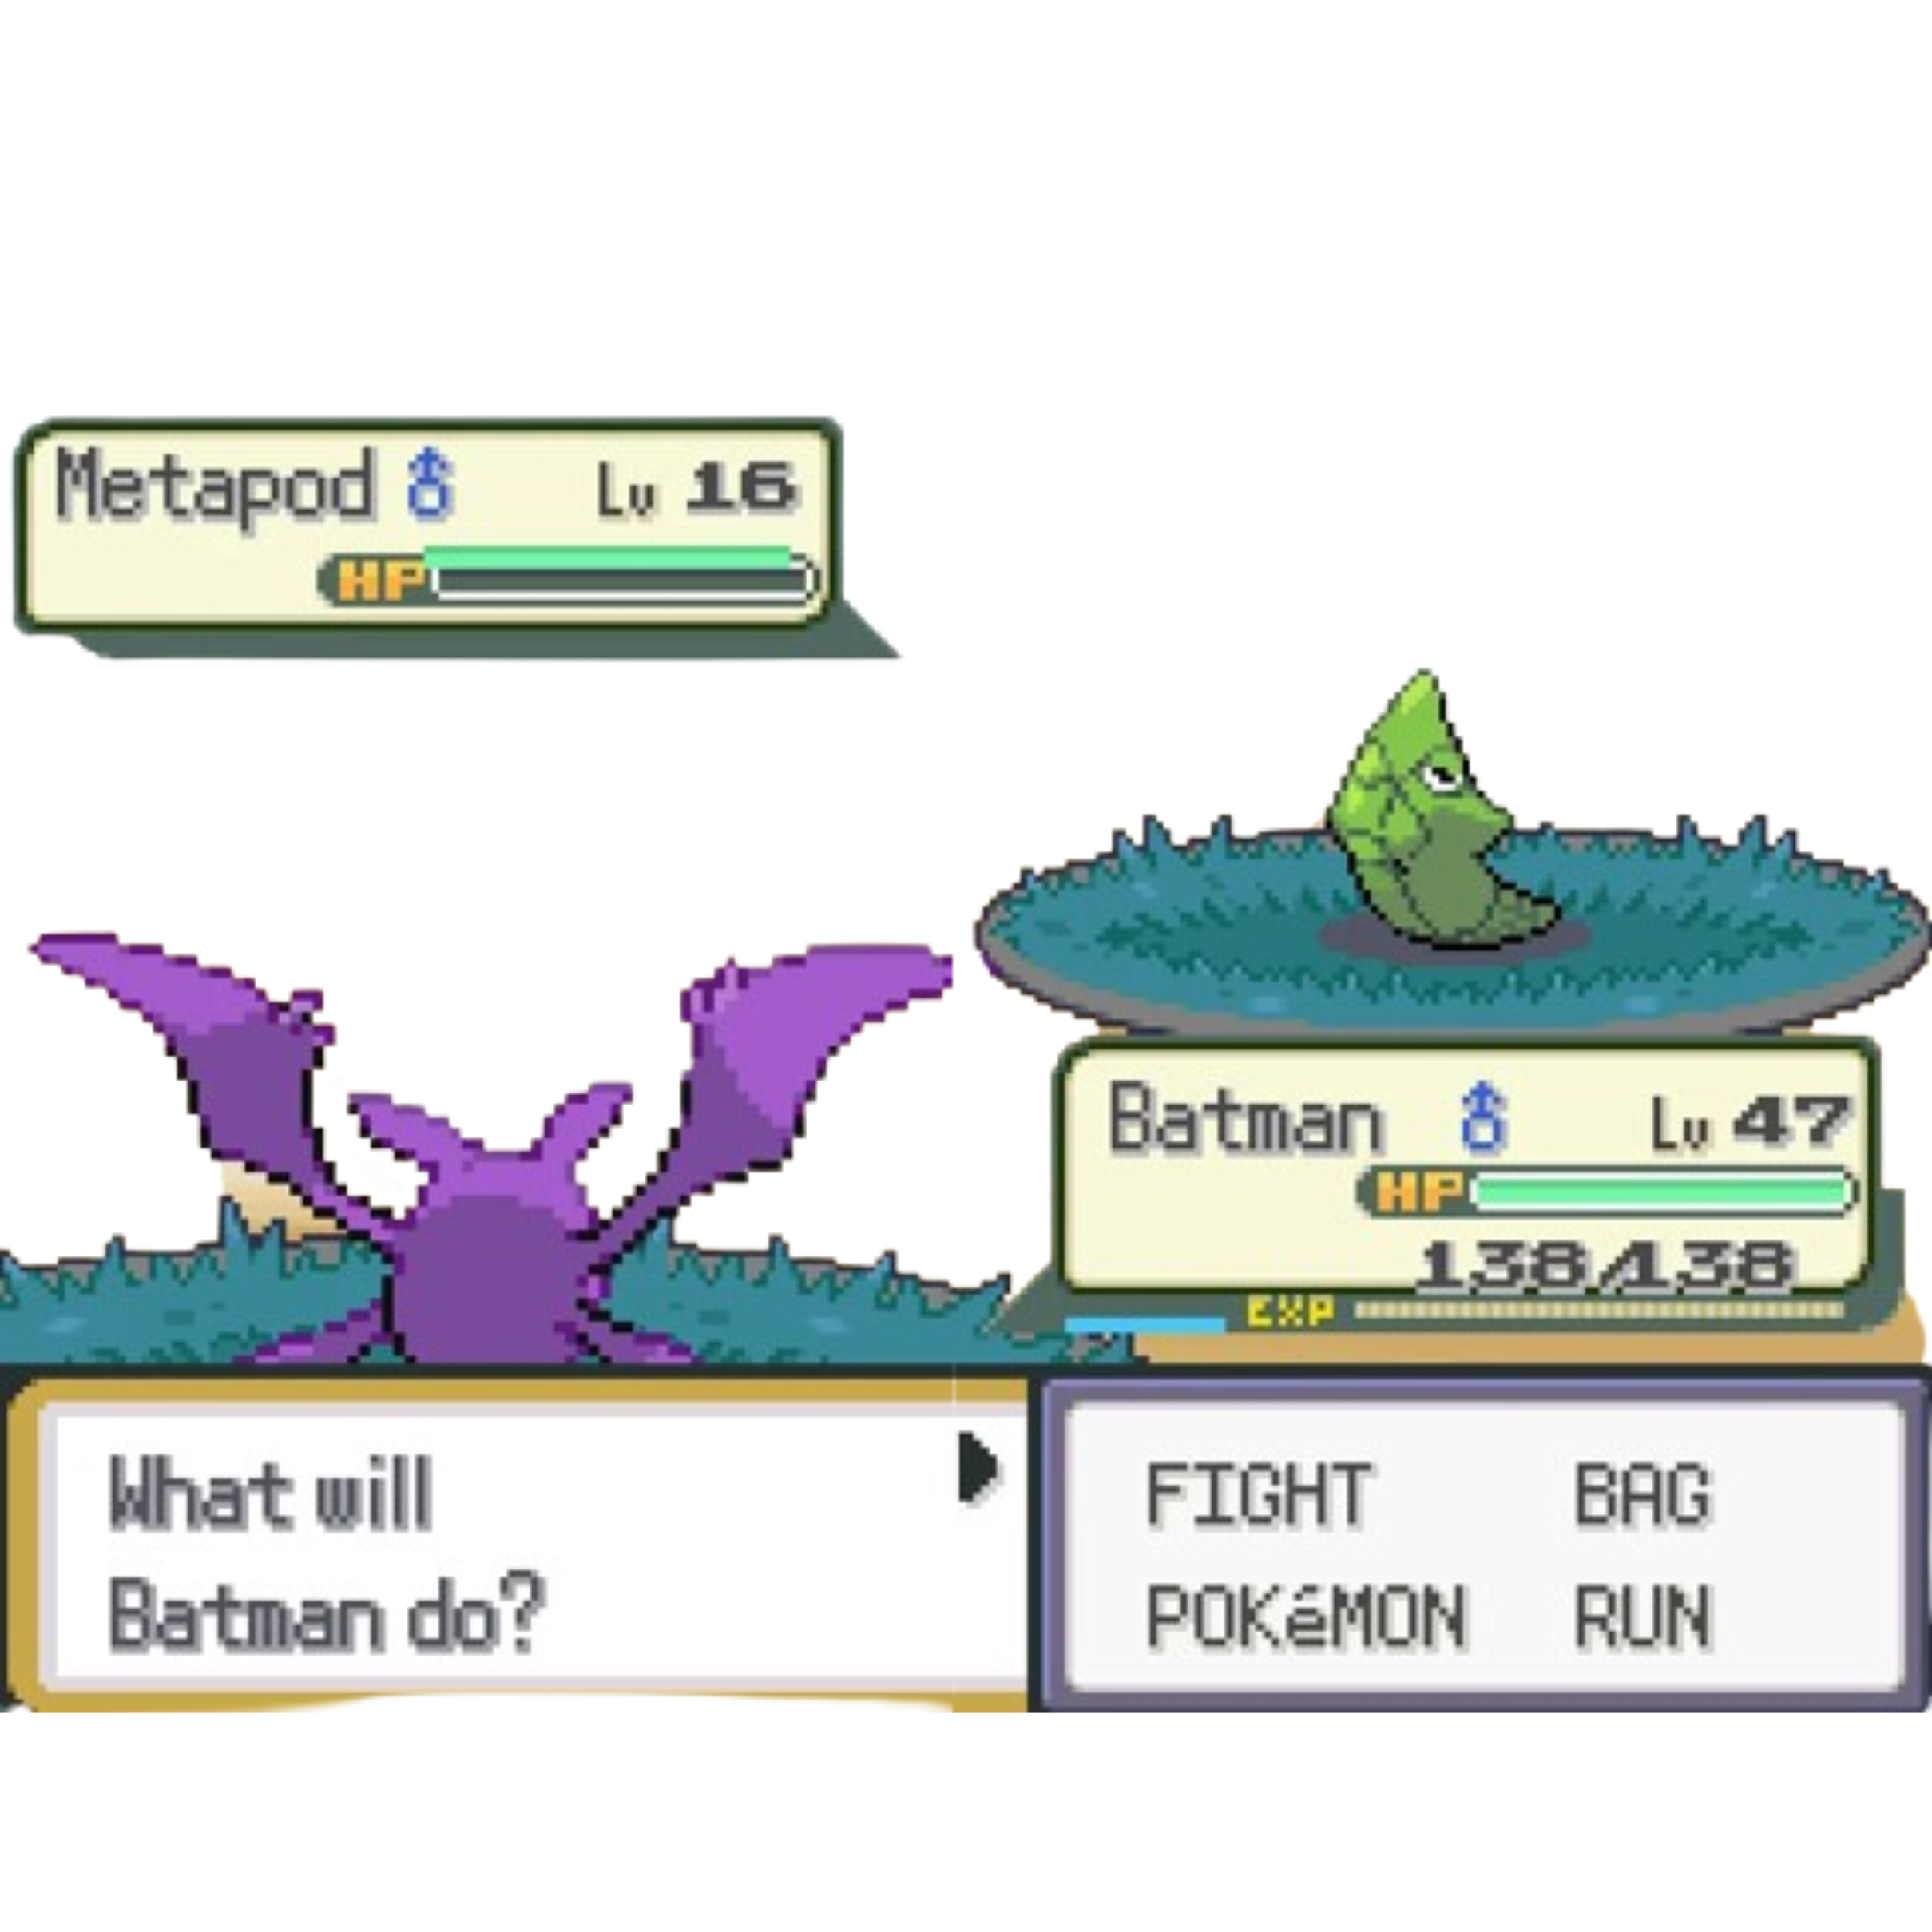 Metapod ♂ Lv 16
HP
Batman ♂ Lv 47
HP
138/138
EXP
What will
Batman do?
FIGHT BAG
POKéMON RUN